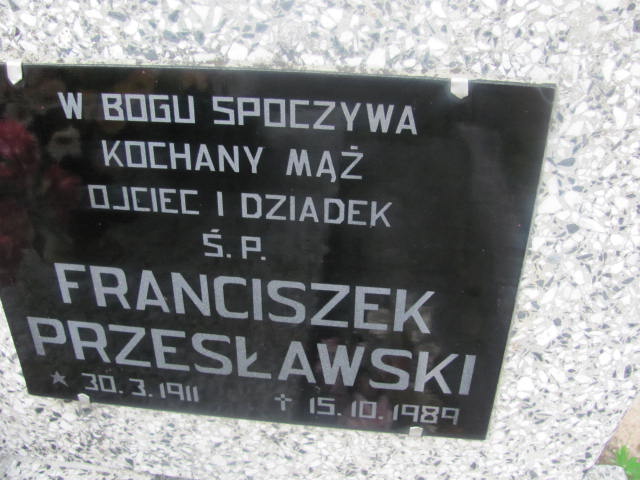 W BOGU SPOCZYWA
KOCHANY MĄŻ
OJCIEC I DZIADEK
Ś.P.
FRANCISZEK
PRZESŁAWSKI
* 30.3.1911 † 15.10.1989